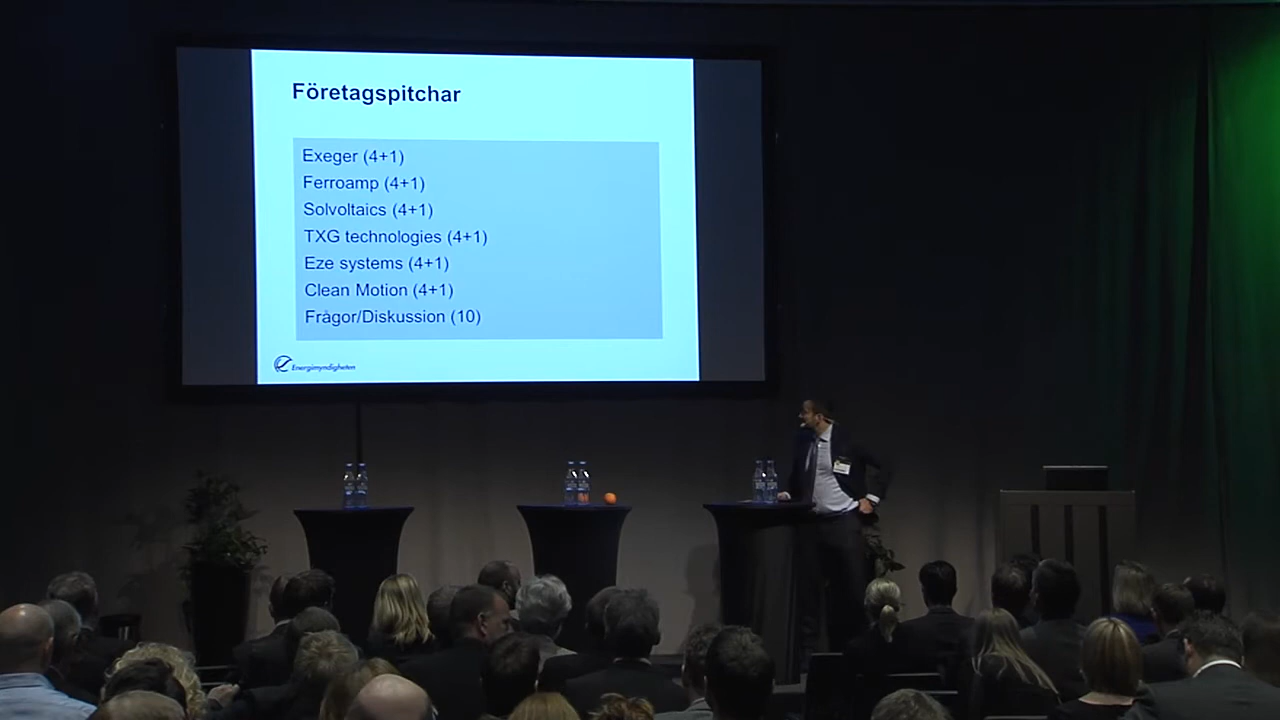 Företagspitchar
Exeger (4+1)
Ferroamp (4+1)
Solvoltaics (4+1)
TXG technologies (4+1)
Eze systems (4+1)
Clean Motion (4+1)
Frågor/Diskussion (10)
Energimyndigheten